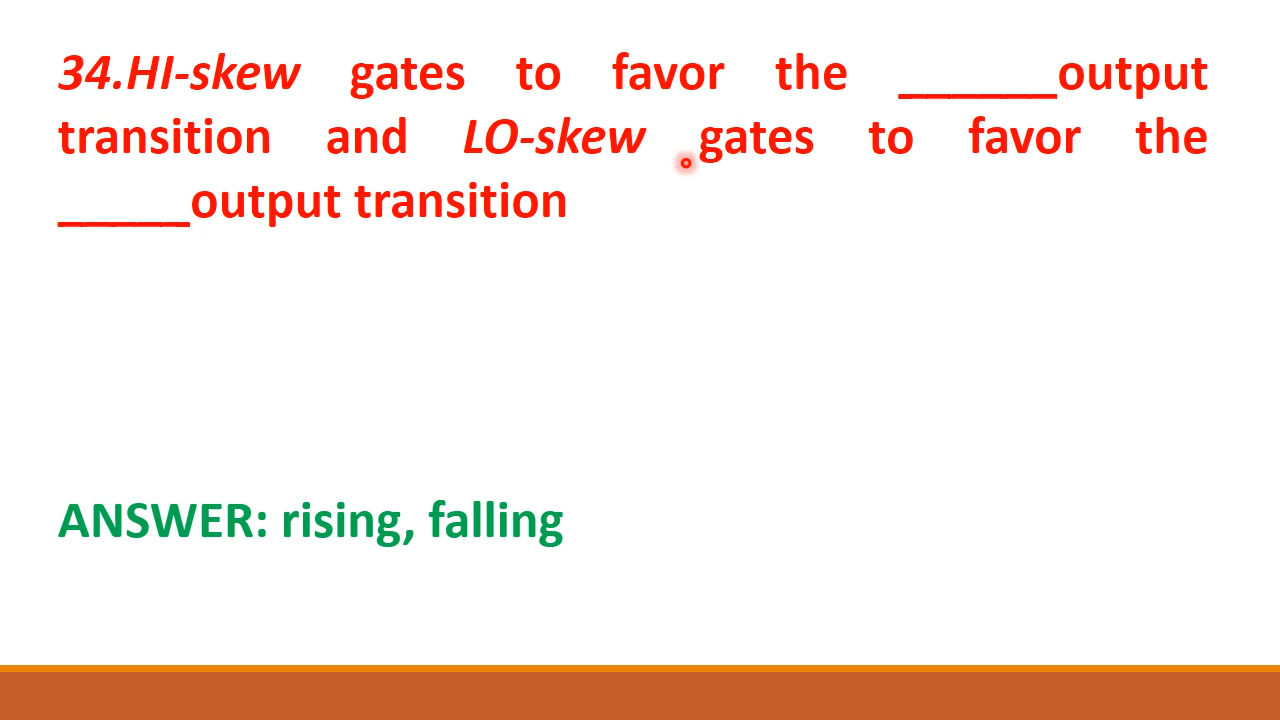 34.HI-skew gates to favor the ______output
transition and LO-skew gates to favor the
_____output transition
ANSWER: rising, falling